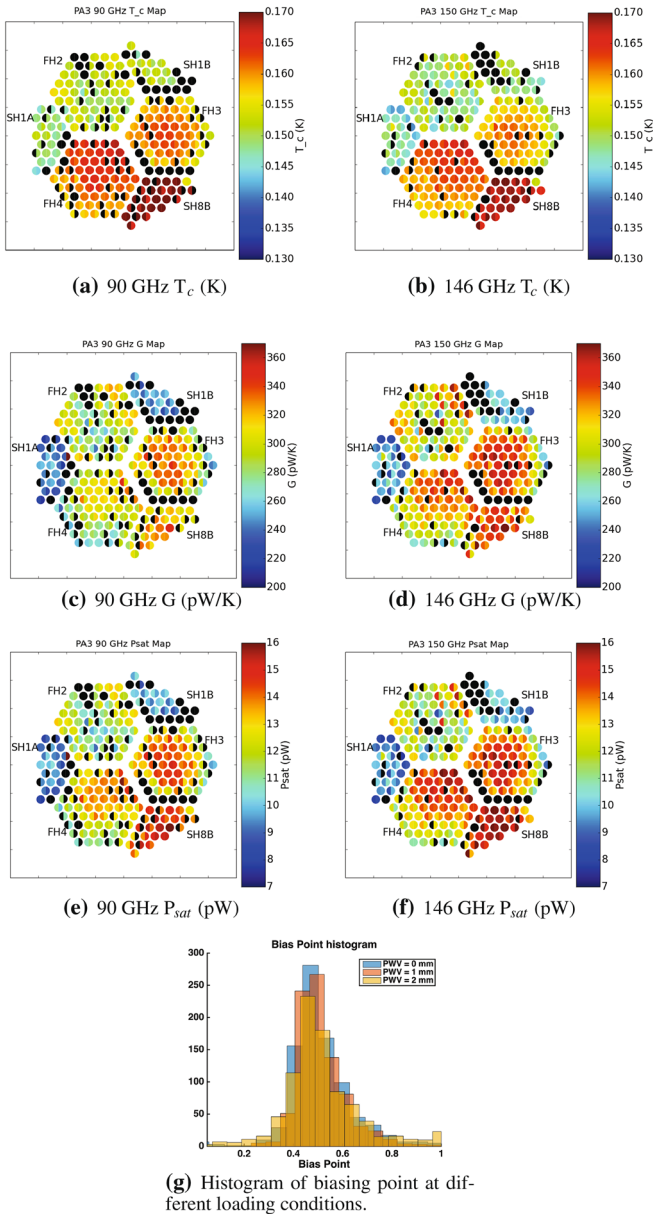 PA3 90 GHz T_c Map
FH2
SH1B
SH1A
FH3
FH4
SH8B
0.170
0.165
0.160
0.155
0.150
0.145
0.140
0.135
0.130
T_c (K)
(a) 90 GHz Tc (K)
PA3 150 GHz T_c Map
FH2
SH1B
SH1A
FH3
FH4
SH8B
0.170
0.165
0.160
0.155
0.150
0.145
0.140
0.135
0.130
T_c (K)
(b) 146 GHz Tc (K)
PA3 90 GHz G Map
FH2
SH1B
SH1A
FH3
FH4
SH8B
360
340
320
300
280
260
240
220
200
G (pW/K)
(c) 90 GHz G (pW/K)
PA3 150 GHz G Map
FH2
SH1B
SH1A
FH3
FH4
SH8B
360
340
320
300
280
260
240
220
200
G (pW/K)
(d) 146 GHz G (pW/K)
PA3 90 GHz Psat Map
FH2
SH1B
SH1A
FH3
FH4
SH8B
16
15
14
13
12
11
10
9
8
7
Psat (pW)
(e) 90 GHz Psat (pW)
PA3 150 GHz Psat Map
FH2
SH1B
SH1A
FH3
FH4
SH8B
16
15
14
13
12
11
10
9
8
7
Psat (pW)
(f) 146 GHz Psat (pW)
Bias Point histogram
300
250
200
150
100
50
0
PWV = 0 mm
PWV = 1 mm
PWV = 2 mm
0.2
0.4
0.6
0.8
1
Bias Point
(g) Histogram of biasing point at dif-
ferent loading conditions.